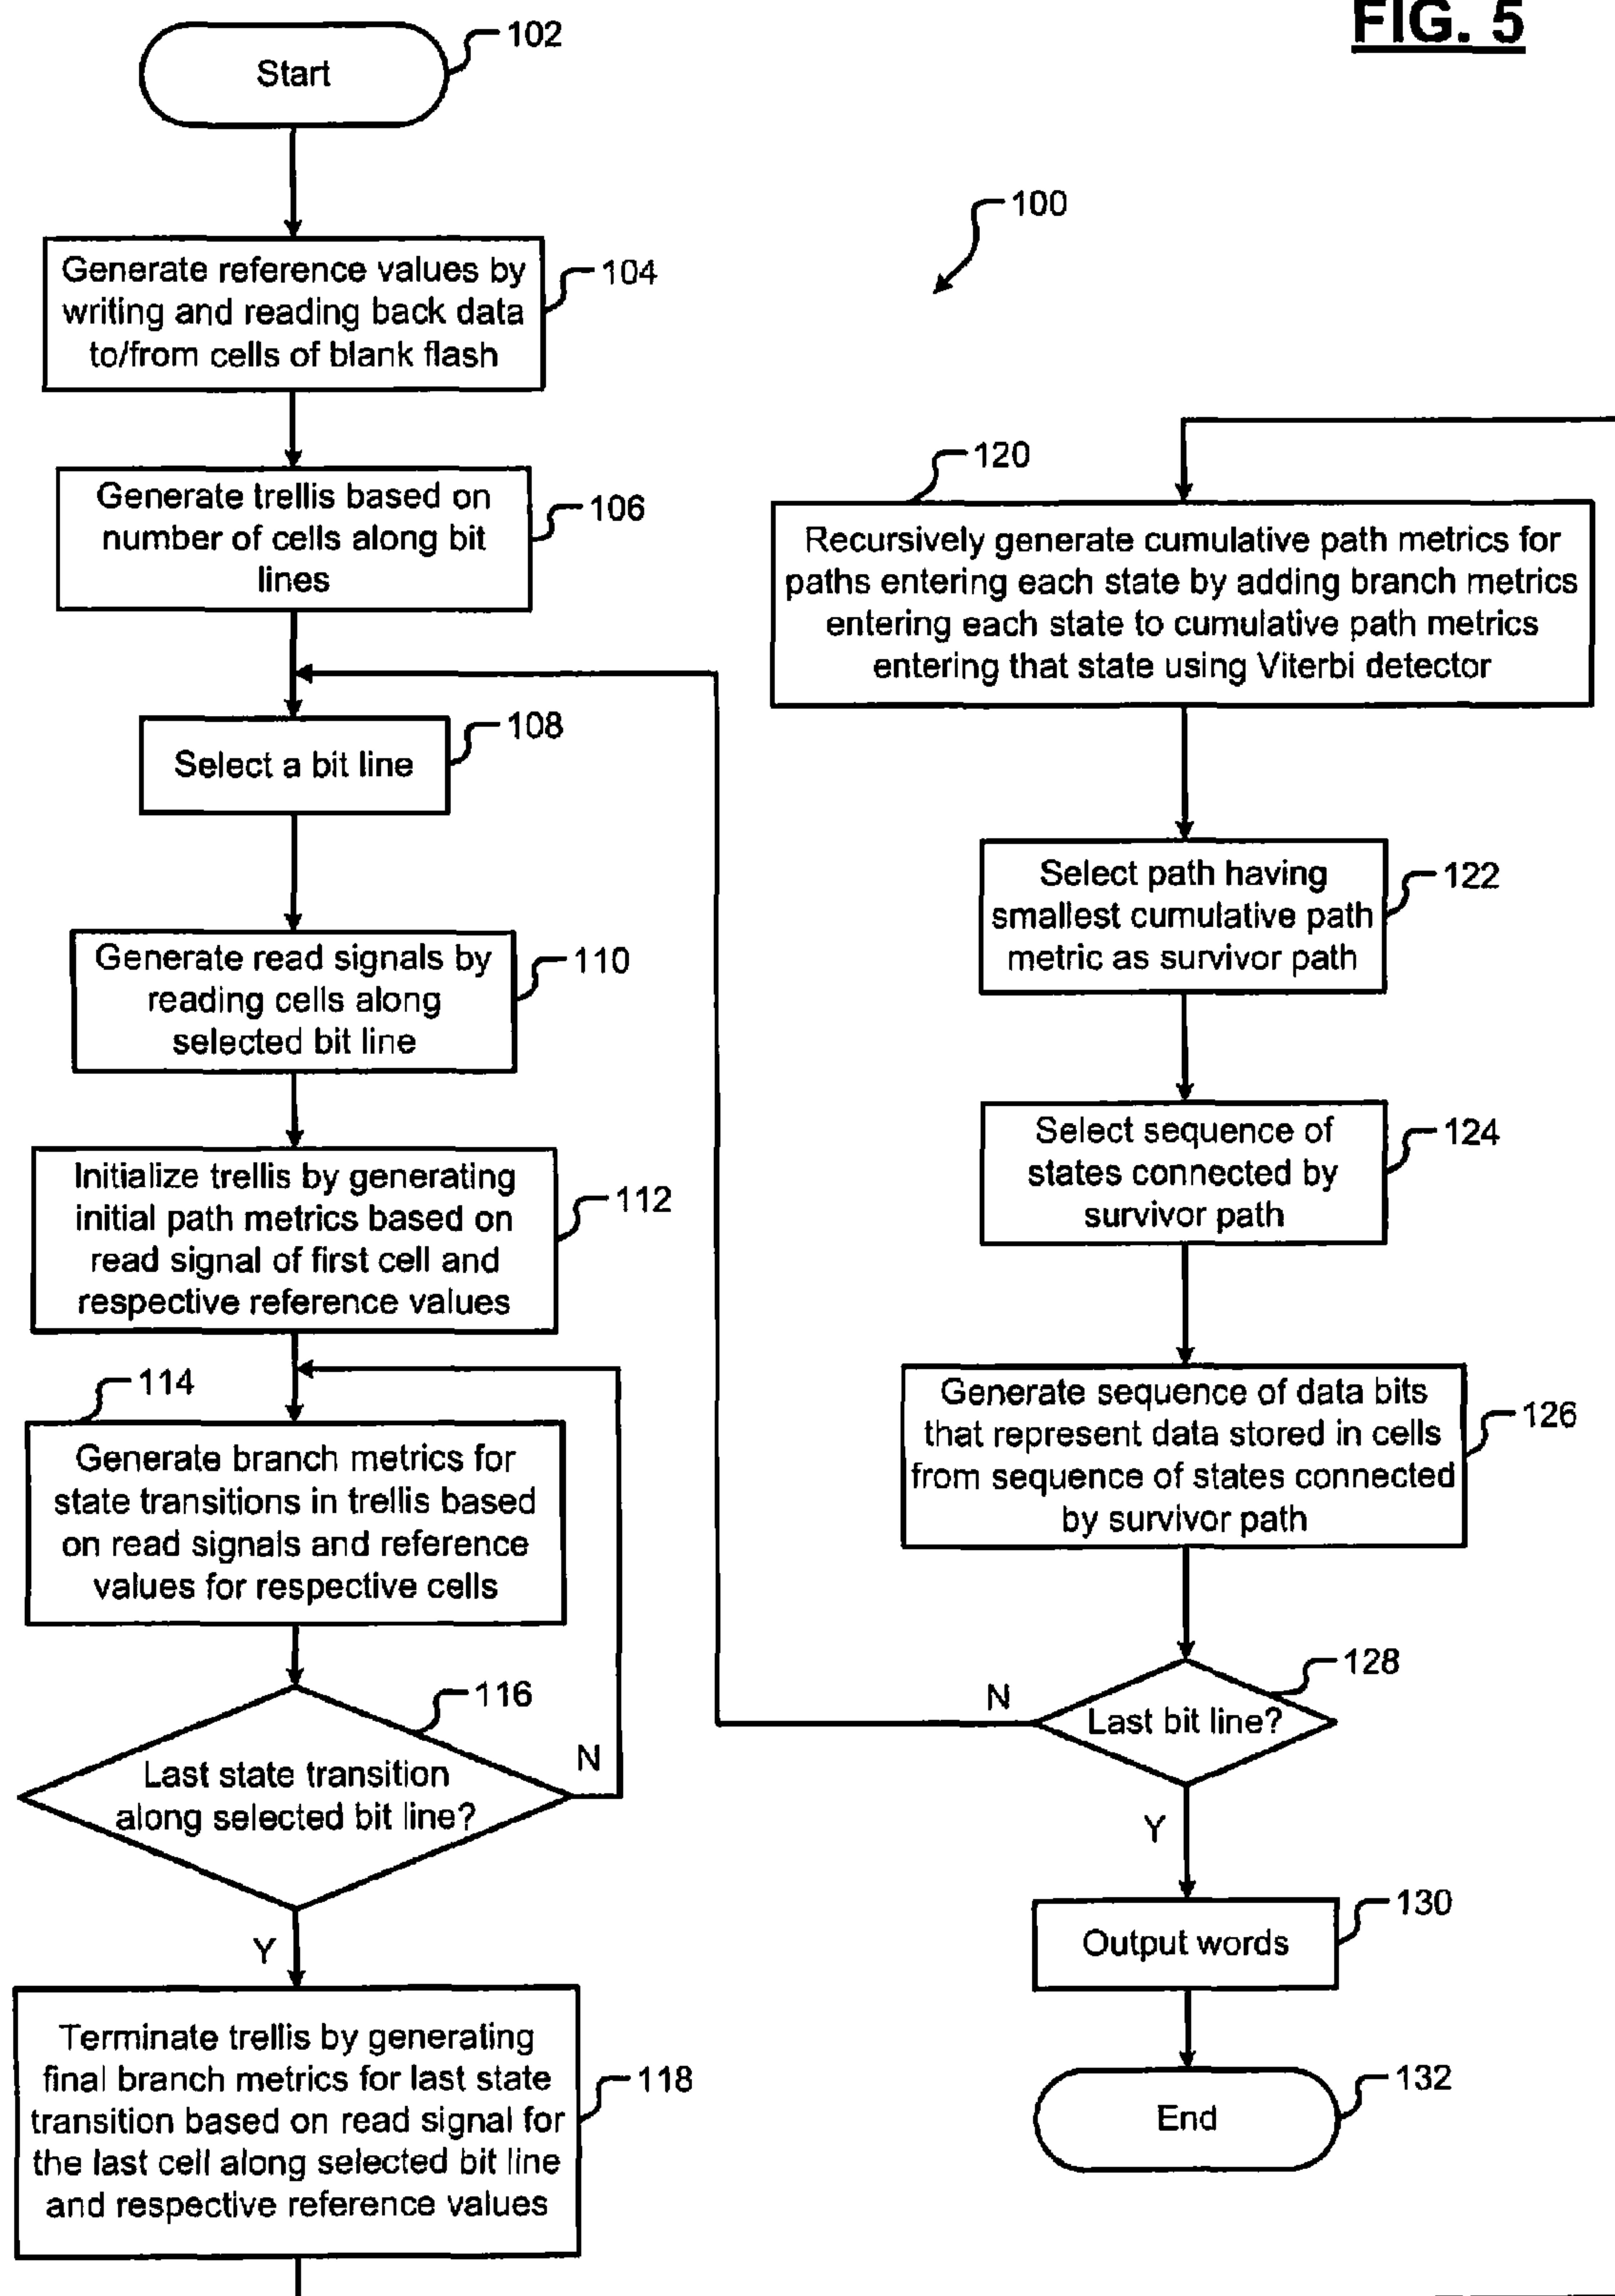 FIG. 5
Start
102
100
Generate reference values by
writing and reading back data
to/from cells of blank flash
104
Generate trellis based on
number of cells along bit
lines
106
Select a bit line
108
Generate read signals by
reading cells along
selected bit line
110
Initialize trellis by generating
initial path metrics based on
read signal of first cell and
respective reference values
112
114
Generate branch metrics for
state transitions in trellis based
on read signals and reference
values for respective cells
116
Last state transition
along selected bit line?
N
Y
Terminate trellis by generating
final branch metrics for last state
transition based on read signal for
the last cell along selected bit line
and respective reference values
118
120
Recursively generate cumulative path metrics for
paths entering each state by adding branch metrics
entering each state to cumulative path metrics
entering that state using Viterbi detector
Select path having
smallest cumulative path
metric as survivor path
122
Select sequence of
states connected by
survivor path
124
Generate sequence of data bits
that represent data stored in cells
from sequence of states connected
by survivor path
126
128
Last bit line?
N
Y
Output words
130
End
132